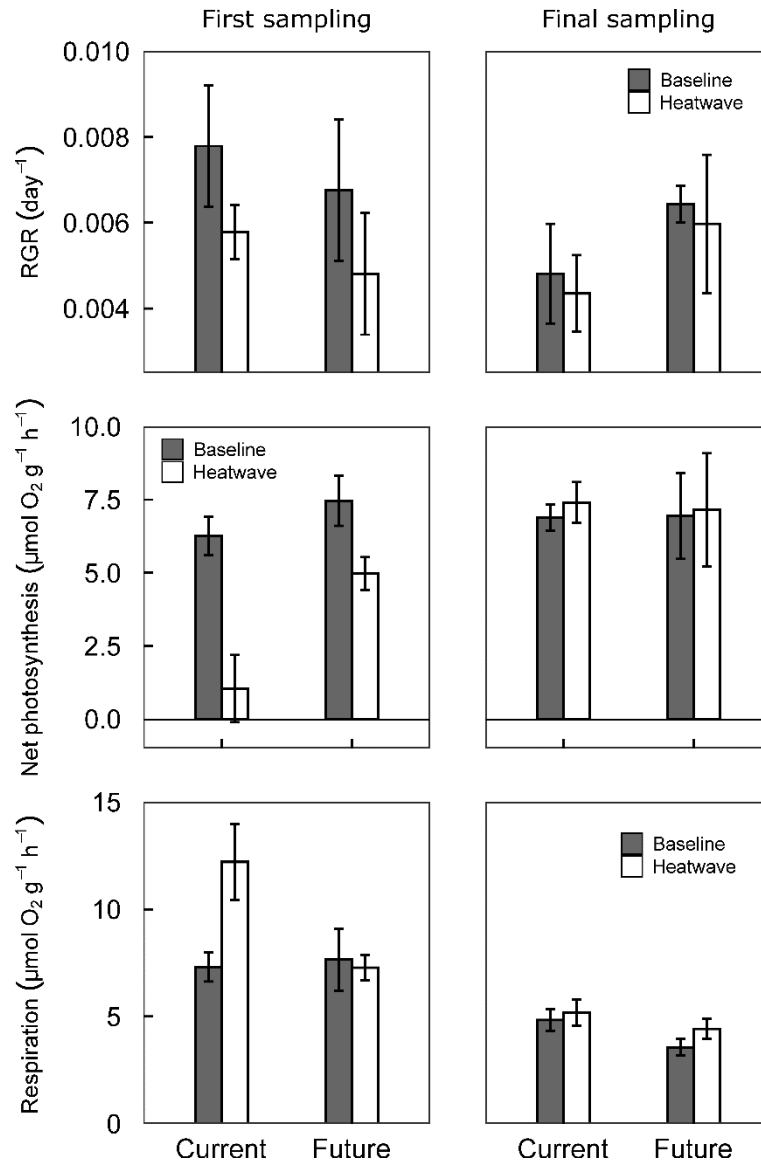 First sampling
Final sampling
RGR (day⁻¹)
0.010
0.008
0.006
0.004
Baseline
Heatwave
Net photosynthesis (µmol O₂ g⁻¹ h⁻¹)
10.0
7.5
5.0
2.5
0.0
Baseline
Heatwave
Respiration (µmol O₂ g⁻¹ h⁻¹)
15
10
5
0
Baseline
Heatwave
Current
Future
Current
Future